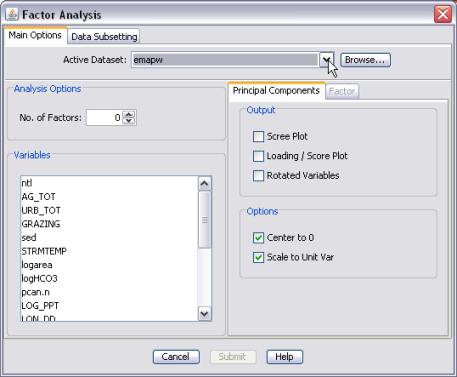 Factor Analysis
Main Options
Data Subsetting
Active Dataset: emapw Browse...
Analysis Options
No. of Factors: 0
Variables
ntl
AG_TOT
URB_TOT
GRAZING
sed
STRMTEMP
logarea
logHCO3
pcan.n
LOG_PPT
LON_DD
Principal Components
Factor
Output
Scree Plot
Loading / Score Plot
Rotated Variables
Options
Center to 0
Scale to Unit Var
Cancel
Submit
Help